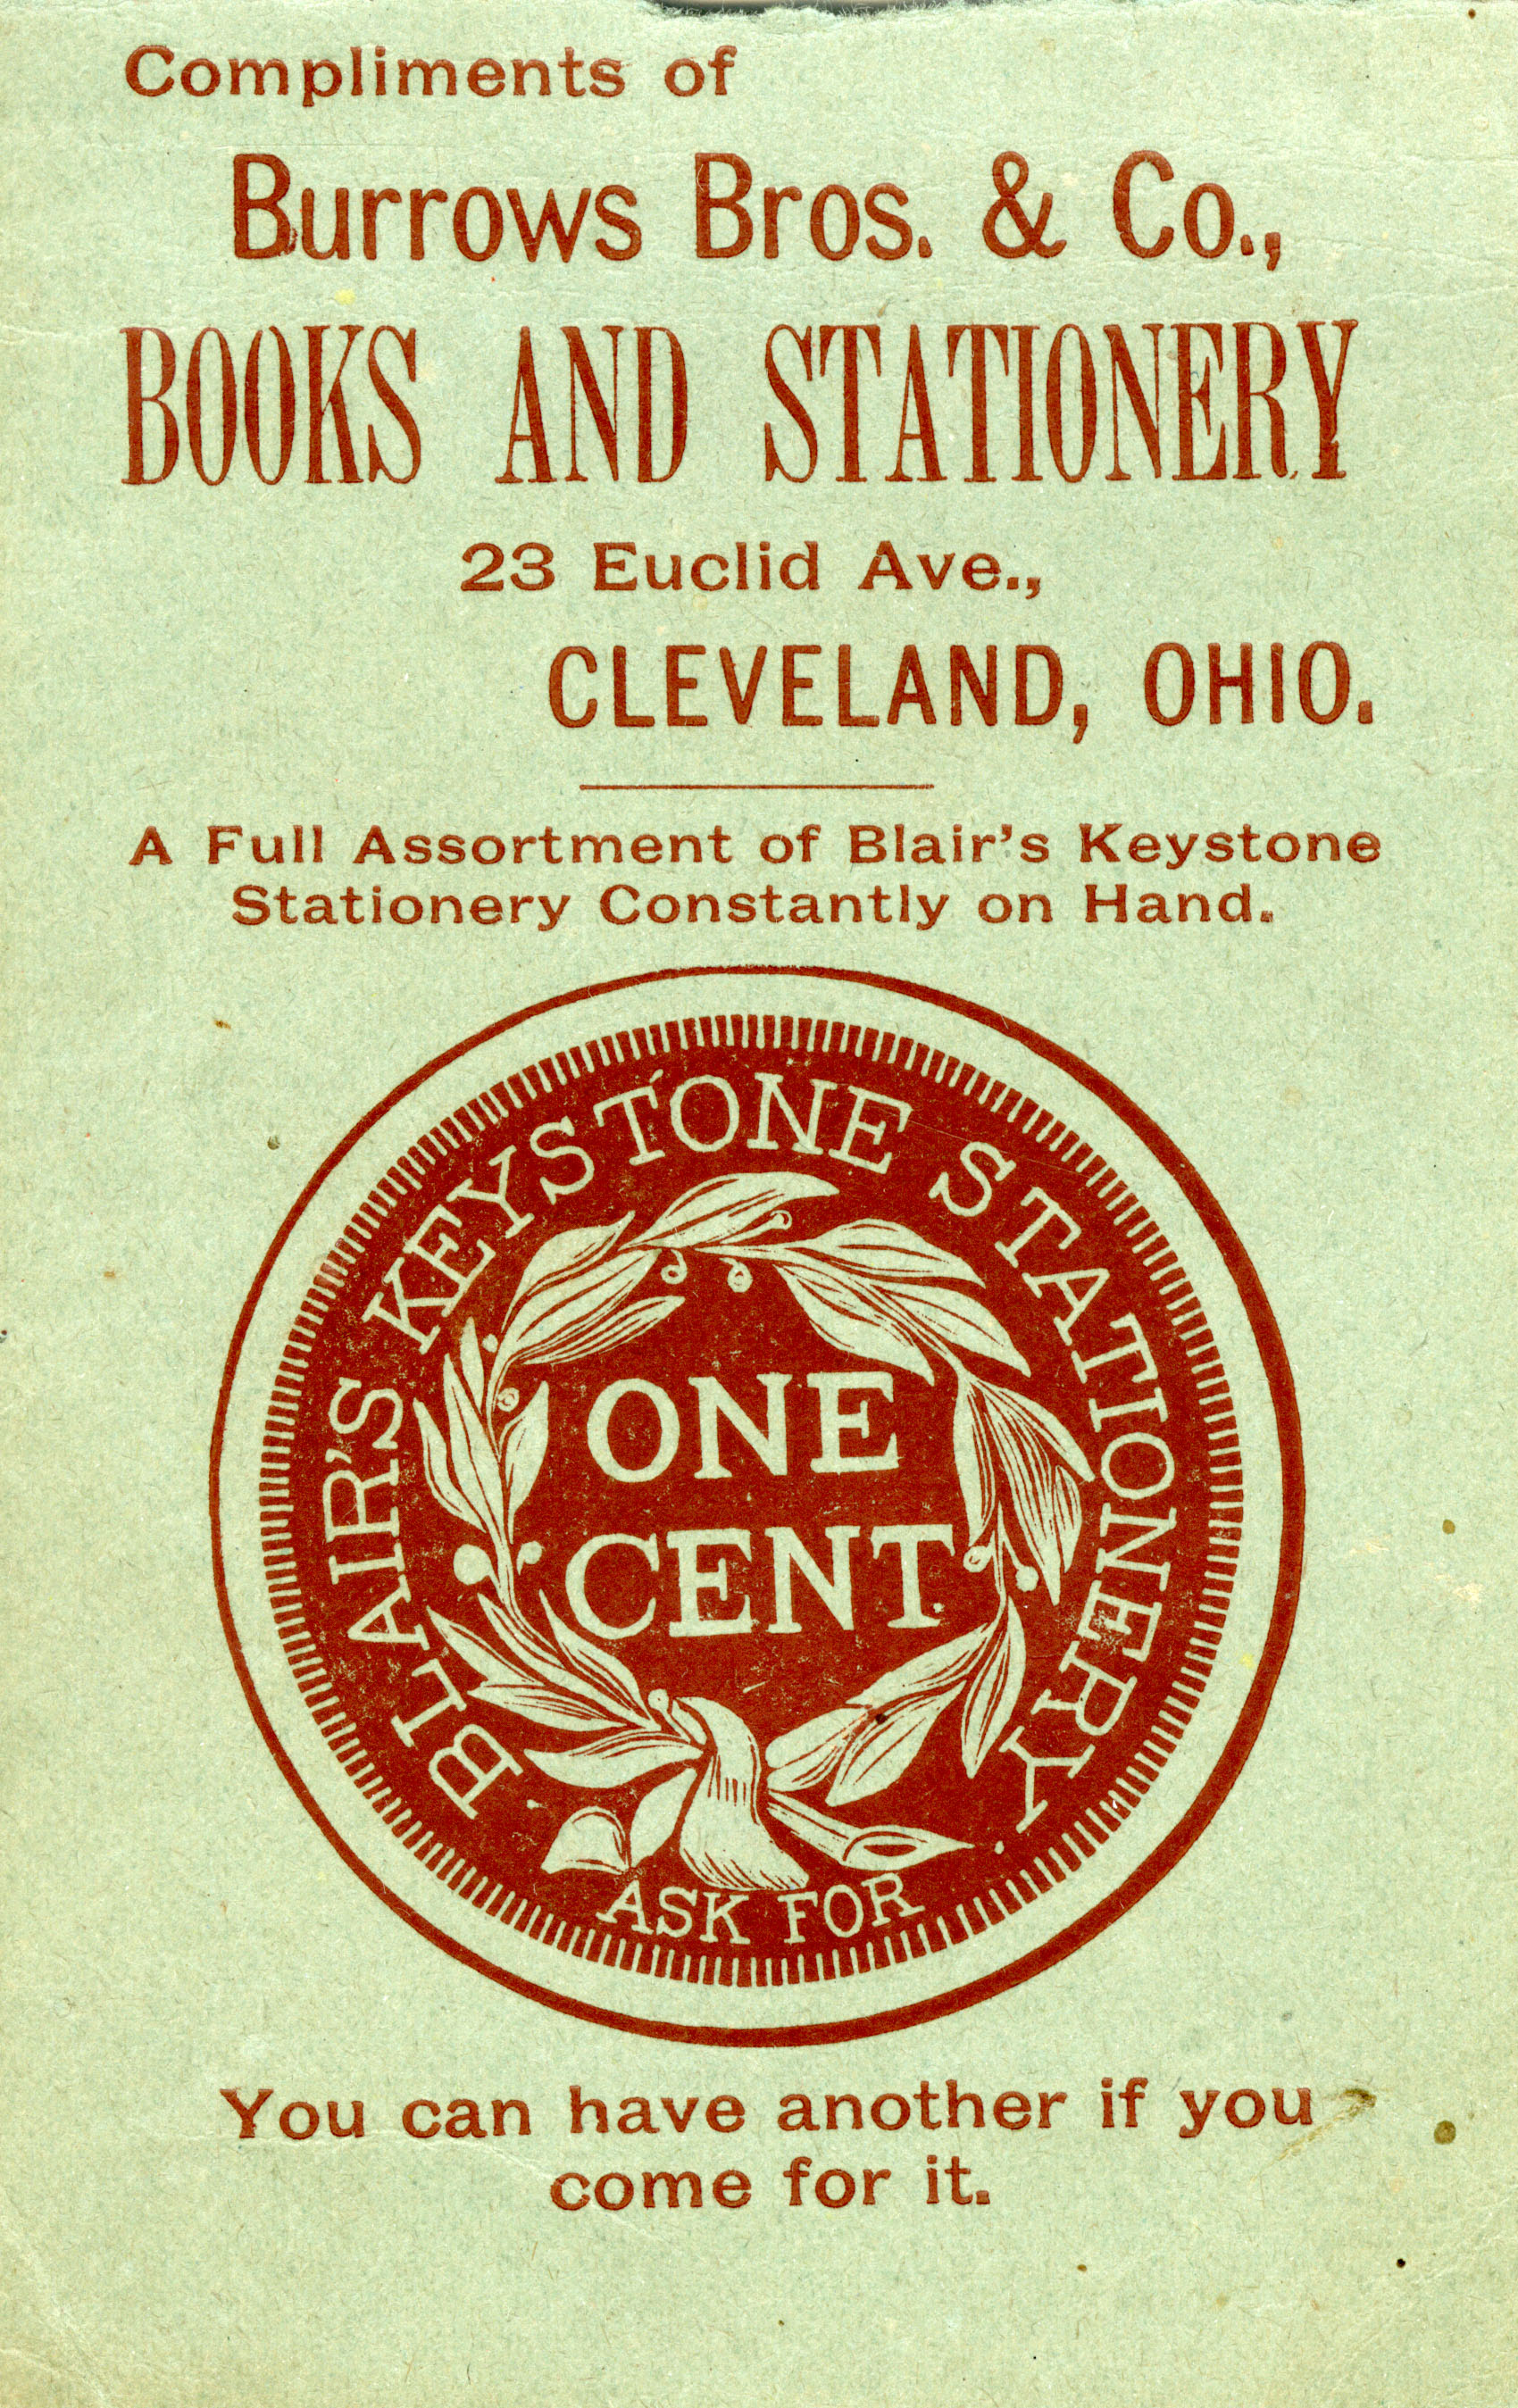 Compliments of
Burrows Bros. & Co.,
BOOKS AND STATIONERY
23 Euclid Ave.,
CLEVELAND, OHIO.
A Full Assortment of Blair's Keystone
Stationery Constantly on Hand.
BLAIR'S KEYSTONE STATIONERY
ONE
CENT
ASK FOR
You can have another if you
come for it.